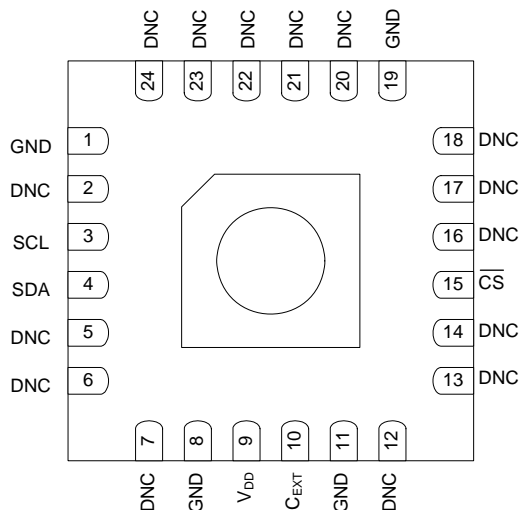 DNC DNC DNC DNC DNC GND
24 23 22 21 20 19
GND 1
DNC 2
SCL 3
SDA 4
DNC 5
DNC 6
18 DNC
17 DNC
16 DNC
15 C̅S̅
14 DNC
13 DNC
7 8 9 10 11 12
DNC GND VDD CEXT GND DNC